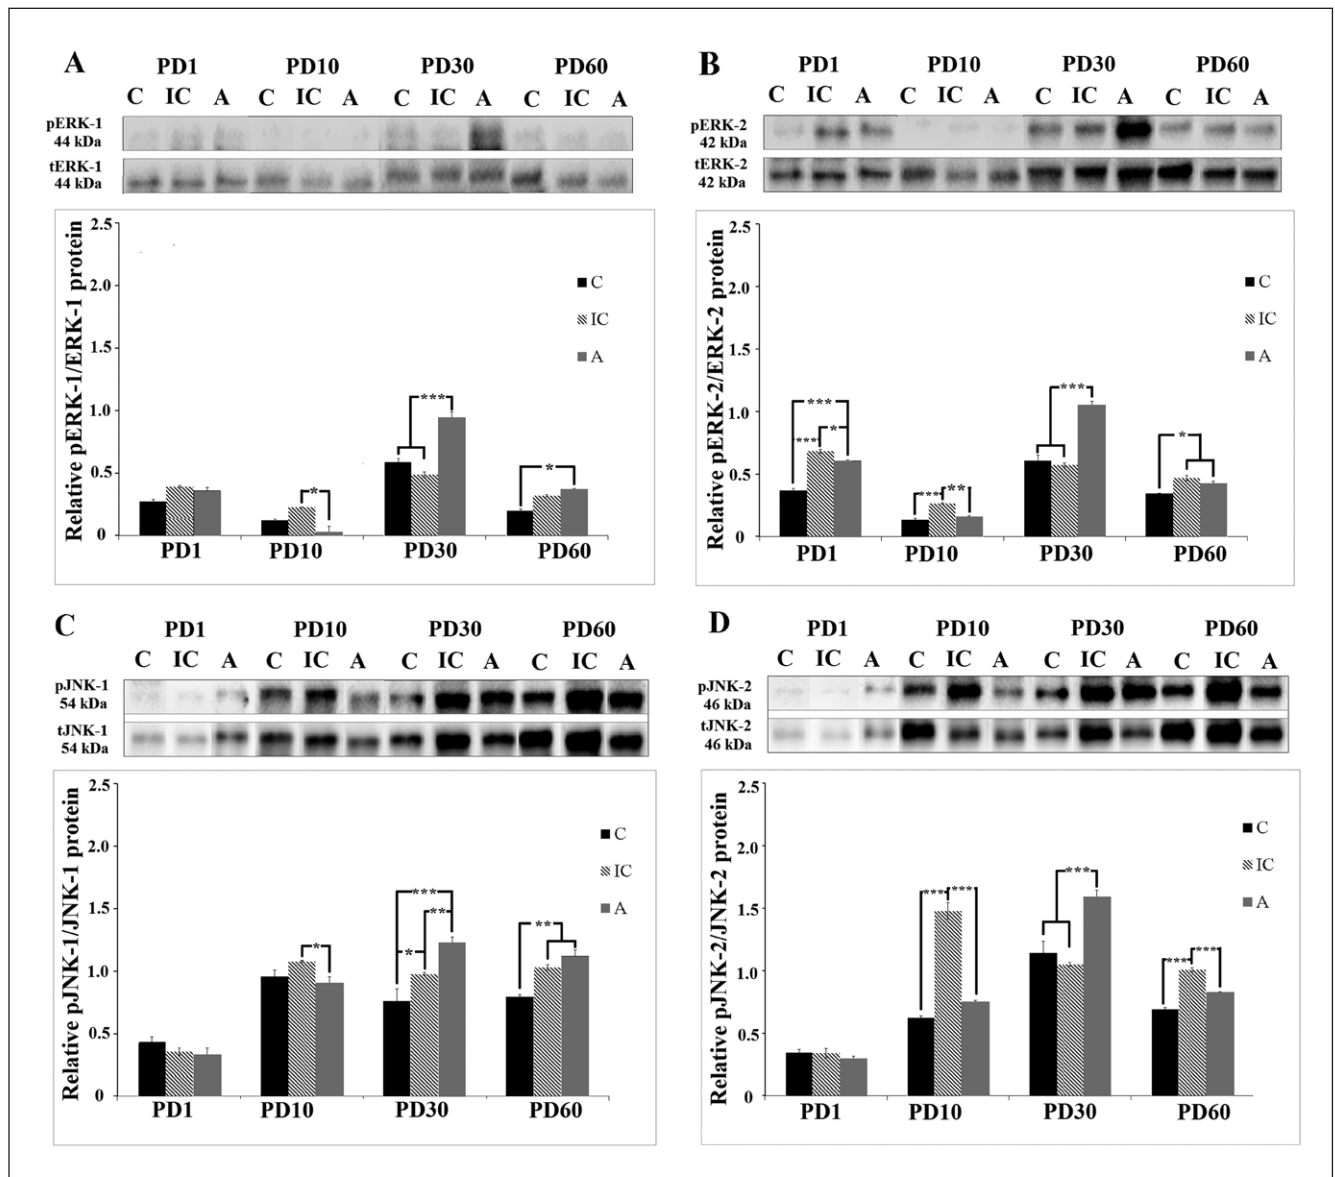 A
PD1 PD10 PD30 PD60
C IC A C IC A C IC A C IC A
pERK-1
44 kDa
tERK-1
44 kDa
Relative pERK-1/ERK-1 protein
2.5
2.0
1.5
1.0
0.5
0
C
IC
A
***
*
*
PD1 PD10 PD30 PD60
B
PD1 PD10 PD30 PD60
C IC A C IC A C IC A C IC A
pERK-2
42 kDa
tERK-2
42 kDa
Relative pERK-2/ERK-2 protein
2.5
2.0
1.5
1.0
0.5
0
C
IC
A
***
*** *
*** **
***
*
PD1 PD10 PD30 PD60
C
PD1 PD10 PD30 PD60
C IC A C IC A C IC A C IC A
pJNK-1
54 kDa
tJNK-1
54 kDa
Relative pJNK-1/JNK-1 protein
2.5
2.0
1.5
1.0
0.5
0
C
IC
A
*
***
* **
**
PD1 PD10 PD30 PD60
D
PD1 PD10 PD30 PD60
C IC A C IC A C IC A C IC A
pJNK-2
46 kDa
tJNK-2
46 kDa
Relative pJNK-2/JNK-2 protein
2.5
2.0
1.5
1.0
0.5
0
C
IC
A
*** ***
***
*** ***
PD1 PD10 PD30 PD60